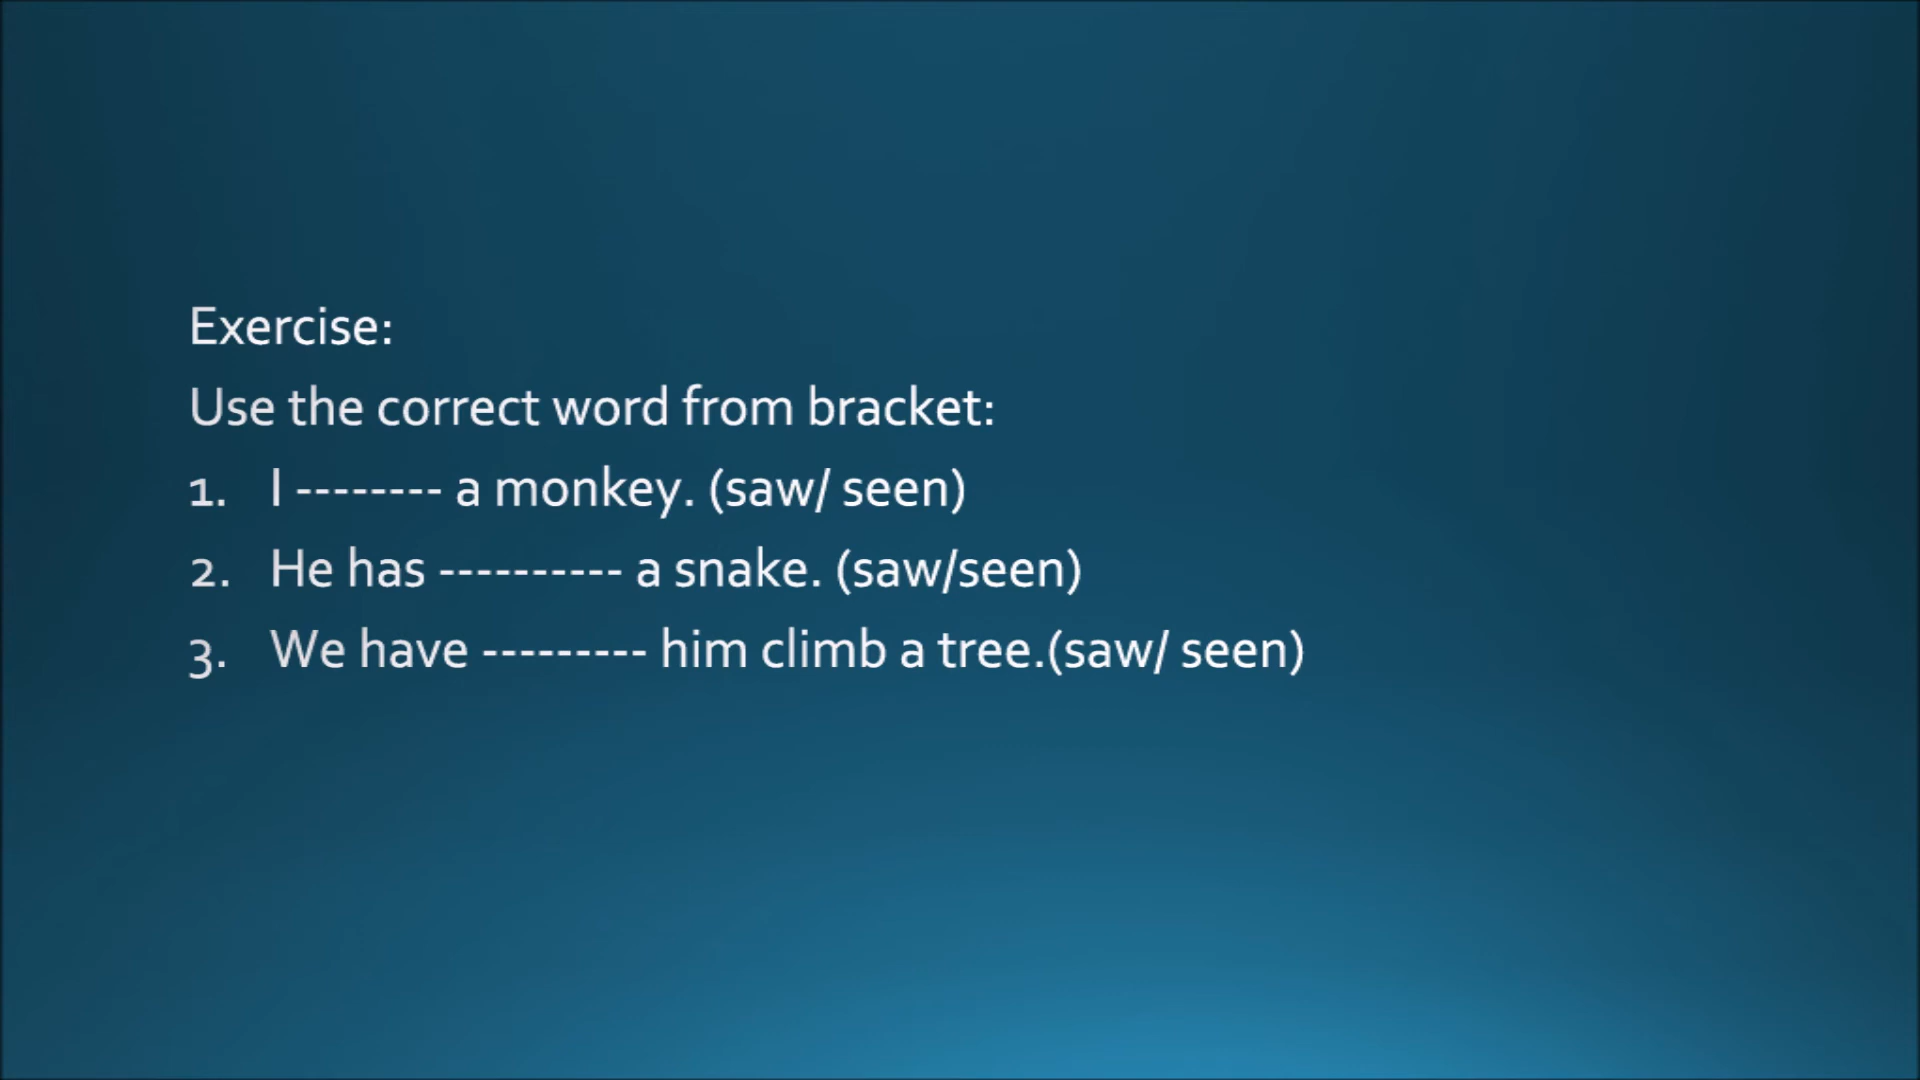 Exercise:
Use the correct word from bracket:
1. I -------- a monkey. (saw/ seen)
2. He has ---------- a snake. (saw/seen)
3. We have --------- him climb a tree.(saw/ seen)